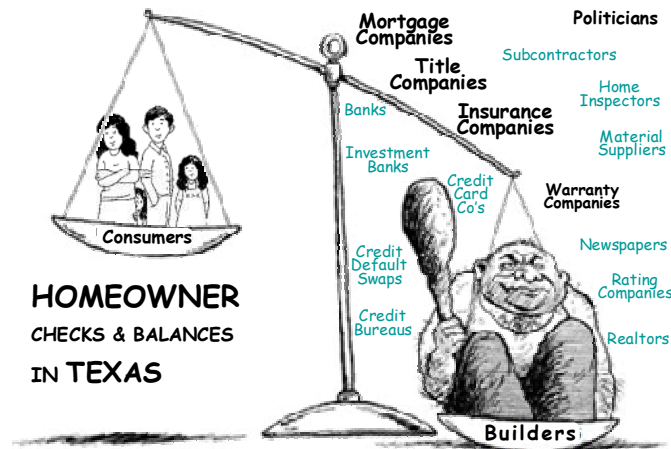 Mortgage
Companies
Politicians
Subcontractors
Title
Companies
Home
Inspectors
Banks
Insurance
Companies
Material
Suppliers
Investment
Banks
Credit
Card
Co's
Warranty
Companies
Consumers
Newspapers
Credit
Default
Swaps
Rating
Companies
HOMEOWNER
CHECKS & BALANCES
IN TEXAS
Credit
Bureaus
Realtors
Builders